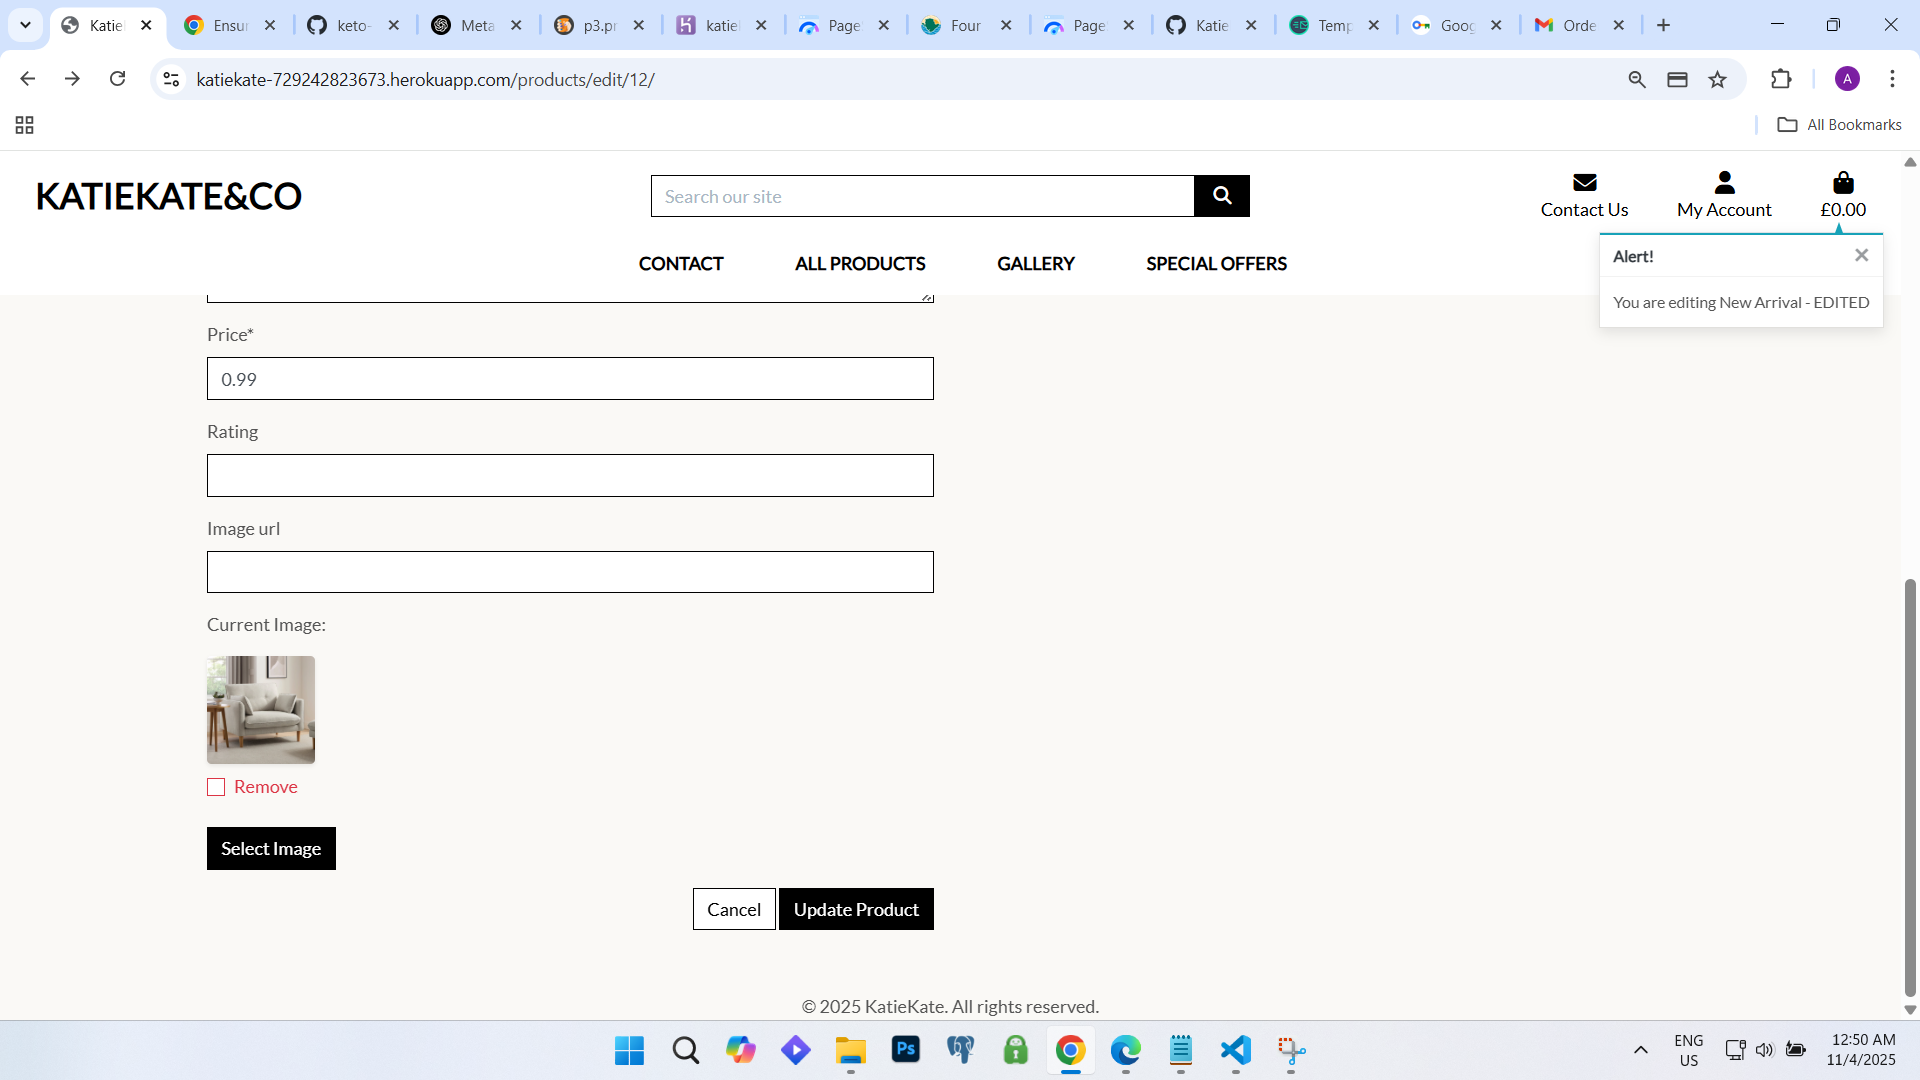 Katie
Ensur
keto-
Meta
p3.pr
katiel
Page
Four
Page
Katie
Temp
Goog
Orde
katiekate-729242823673.herokuapp.com/products/edit/12/
A
All Bookmarks
KATIEKATE&CO
Search our site
Contact Us
My Account
£0.00
CONTACT
ALL PRODUCTS
GALLERY
SPECIAL OFFERS
Alert!
You are editing New Arrival - EDITED
Price*
0.99
Rating
Image url
Current Image:
Remove
Select Image
Cancel
Update Product
© 2025 KatieKate. All rights reserved.
Ps
ENG
US
12:50 AM
11/4/2025